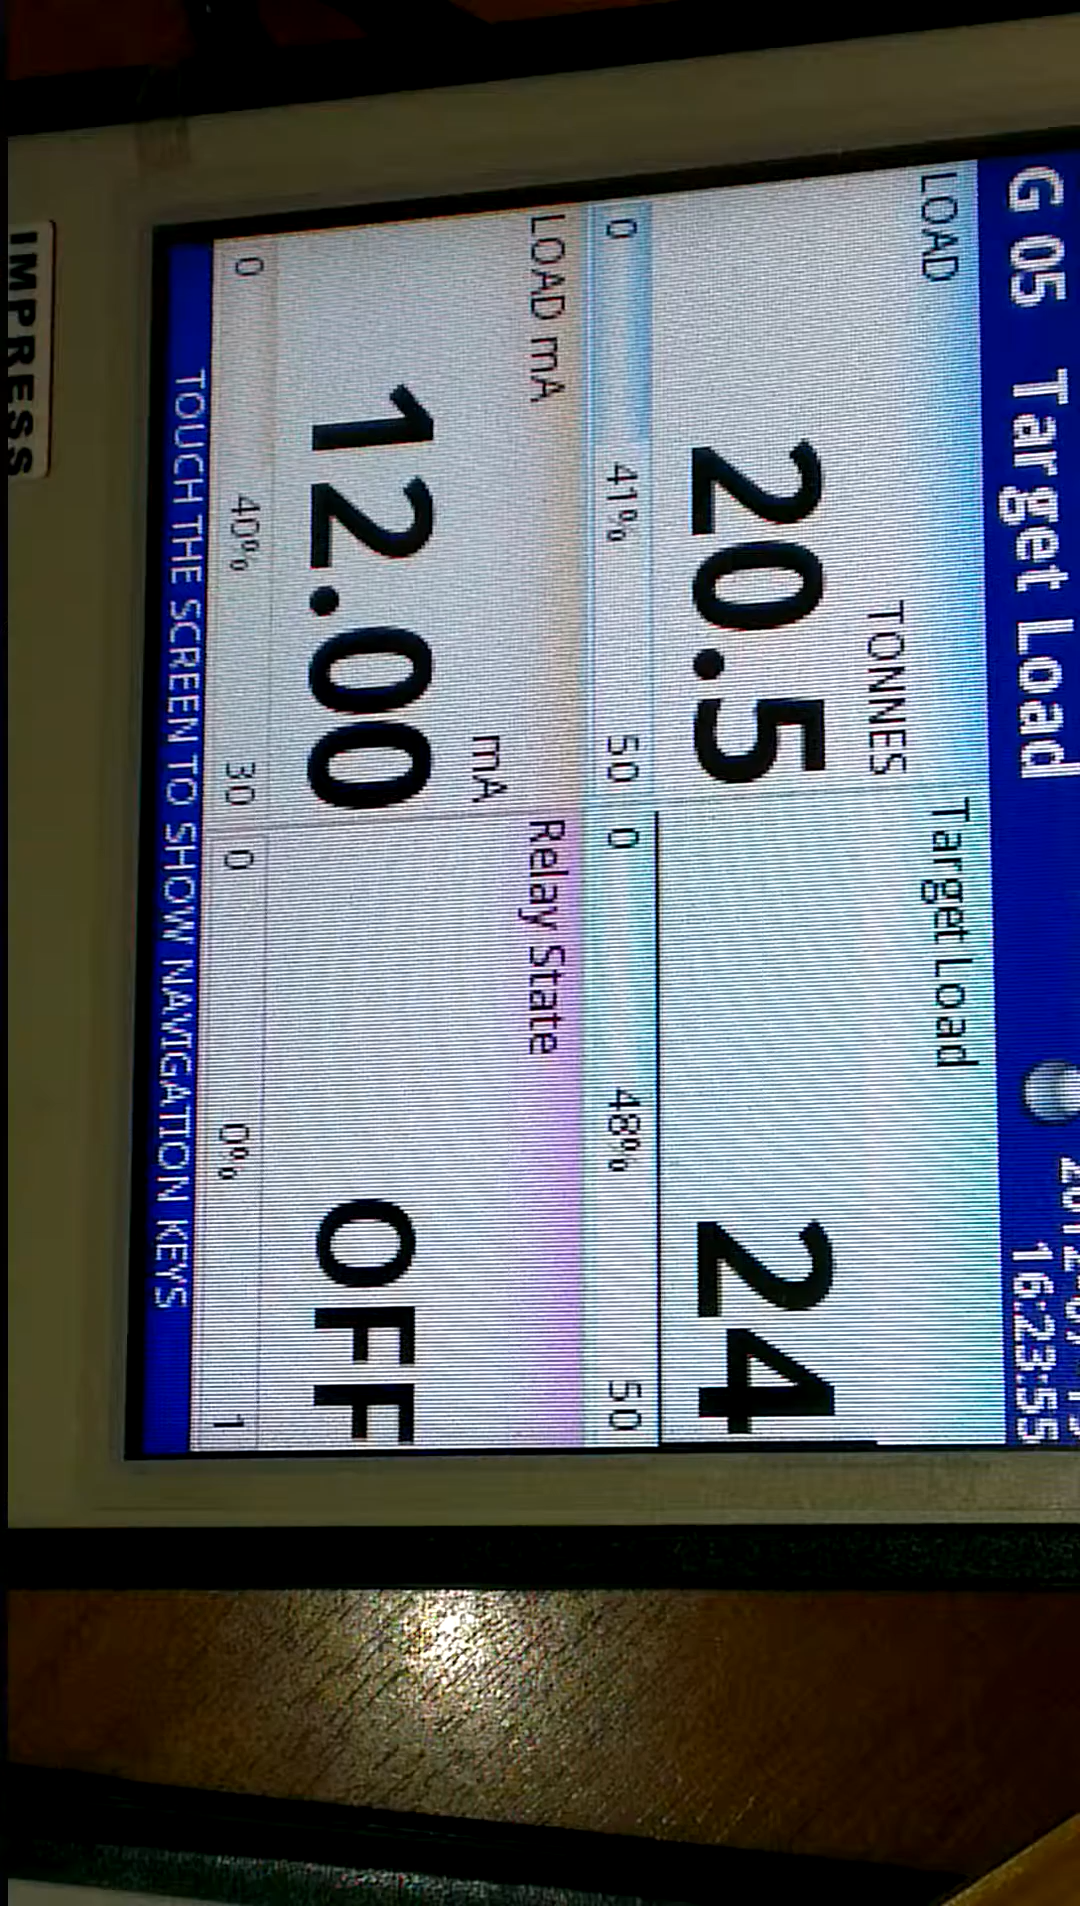 G 05 Target Load
16:23:55
LOAD
TONNES
20.5
0 41% 50
Target Load
24
0 48% 50
LOAD mA
mA
12.00
0 40% 30
Relay State
OFF
0 0% 1
TOUCH THE SCREEN TO SHOW NAVIGATION KEYS
IMPRESS